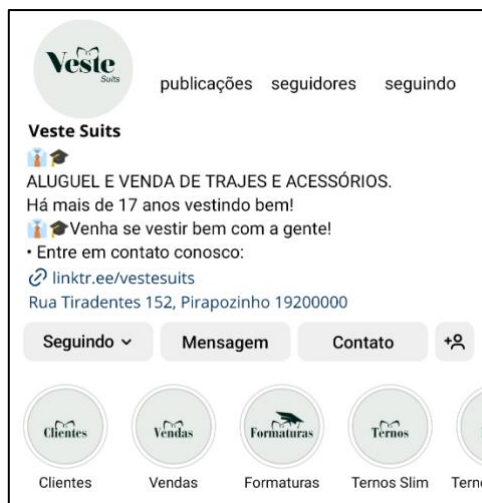 Veste
Suits
publicações seguidores seguindo
Veste Suits
ALUGUEL E VENDA DE TRAJES E ACESSÓRIOS.
Há mais de 17 anos vestindo bem!
Venha se vestir bem com a gente!
• Entre em contato conosco:
linktr.ee/vestesuits
Rua Tiradentes 152, Pirapozinho 19200000
Seguindo Mensagem Contato
Clientes Vendas Formaturas Ternos
Clientes Vendas Formaturas Ternos Slim